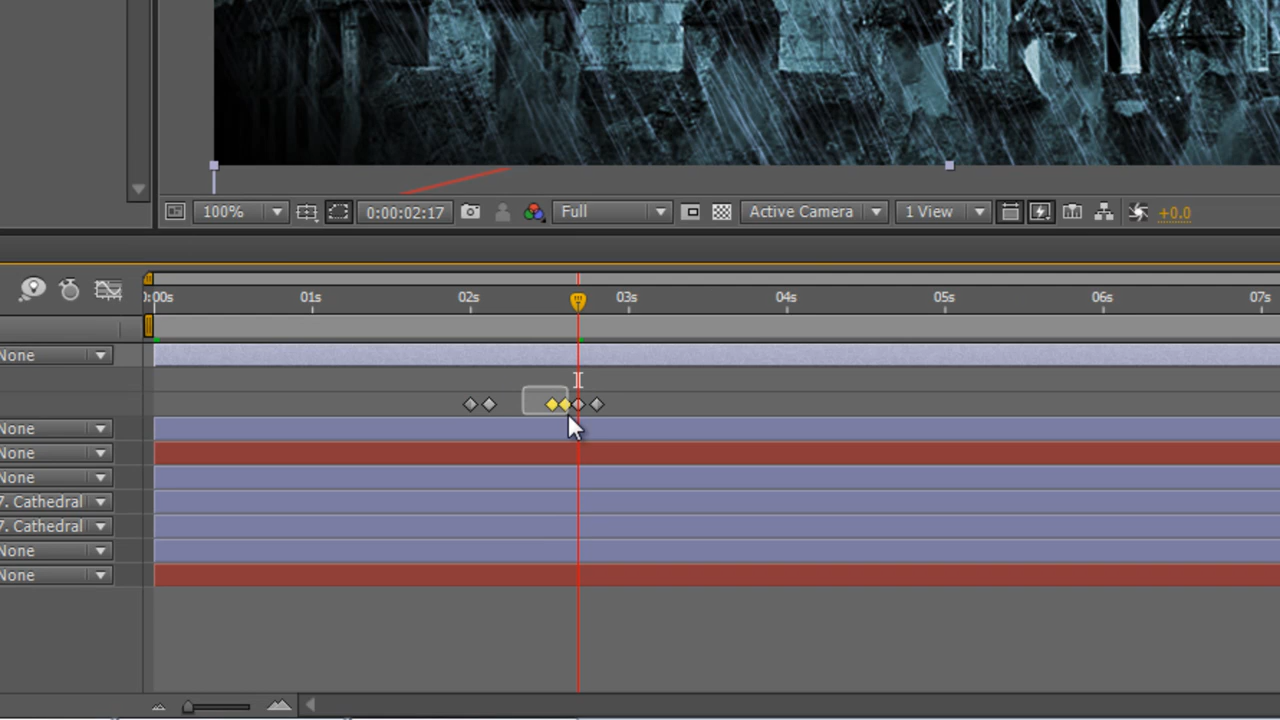 100% 0:00:02:17 Full Active Camera 1 View +0.0
0:00s 01s 02s 03s 04s 05s 06s 07s
None
None
None
None
7. Cathedral
7. Cathedral
None
None